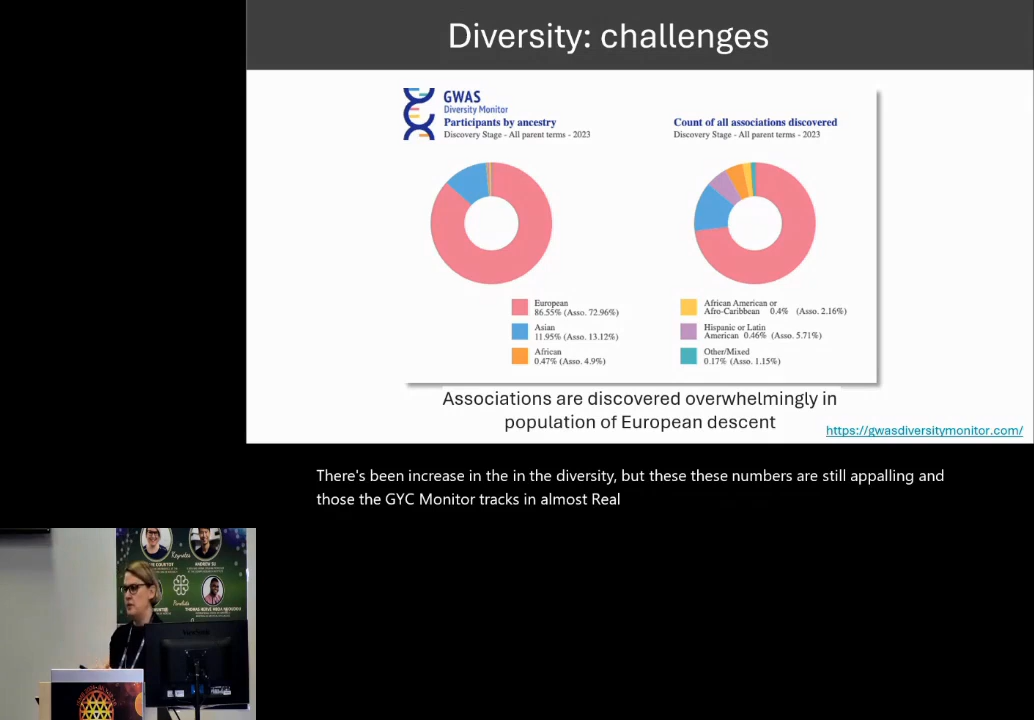 Diversity: challenges
GWAS
Diversity Monitor
Participants by ancestry
Discovery Stage - All parent terms - 2023
Count of all associations discovered
Discovery Stage - All parent terms - 2023
European
86.55% (Asso. 72.96%)
Asian
11.95% (Asso. 13.12%)
African
0.47% (Asso. 4.9%)
African American or
Afro-Caribbean 0.4% (Asso. 2.16%)
Hispanic or Latin
American 0.46% (Asso. 5.71%)
Other/Mixed
0.17% (Asso. 1.15%)
Associations are discovered overwhelmingly in
population of European descent
https://gwasdiversitymonitor.com/
There's been increase in the in the diversity, but these these numbers are still appalling and
those the GYC Monitor tracks in almost Real
Keynotes
COURTOT
ANDREW SU
ViewSonic